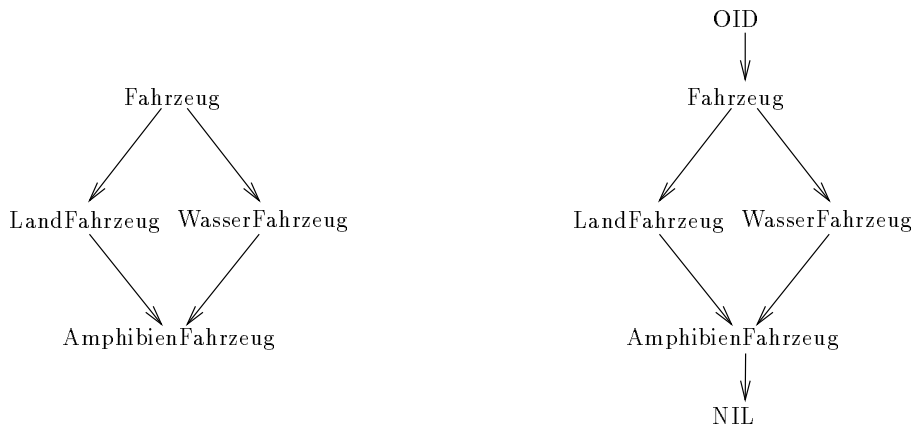 Fahrzeug
LandFahrzeug WasserFahrzeug
AmphibienFahrzeug
OID
Fahrzeug
LandFahrzeug WasserFahrzeug
AmphibienFahrzeug
NIL